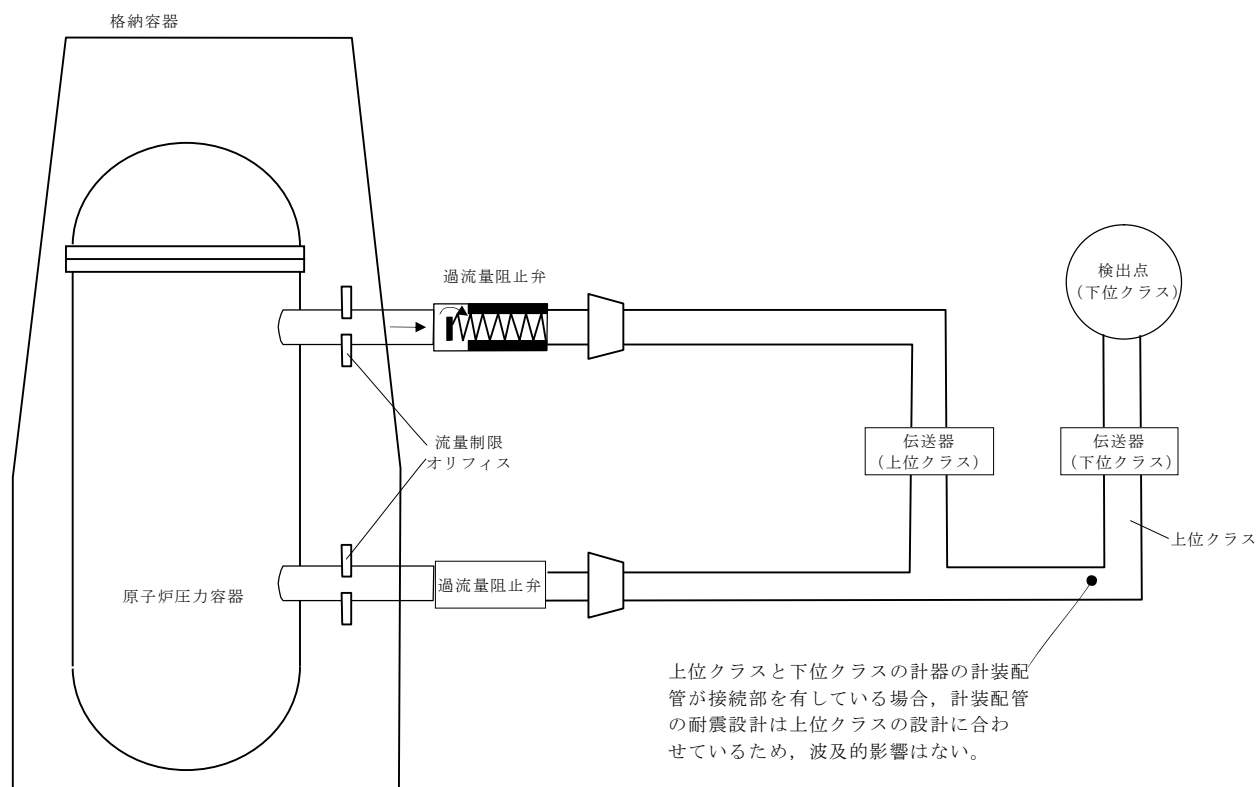 格納容器
過流量阻止弁
検出点
（下位クラス）
流量制限
オリフィス
伝送器
（上位クラス）
伝送器
（下位クラス）
上位クラス
過流量阻止弁
原子炉圧力容器
上位クラスと下位クラスの計器の計装配
管が接続部を有している場合，計装配管
の耐震設計は上位クラスの設計に合わ
せているため，波及的影響はない。